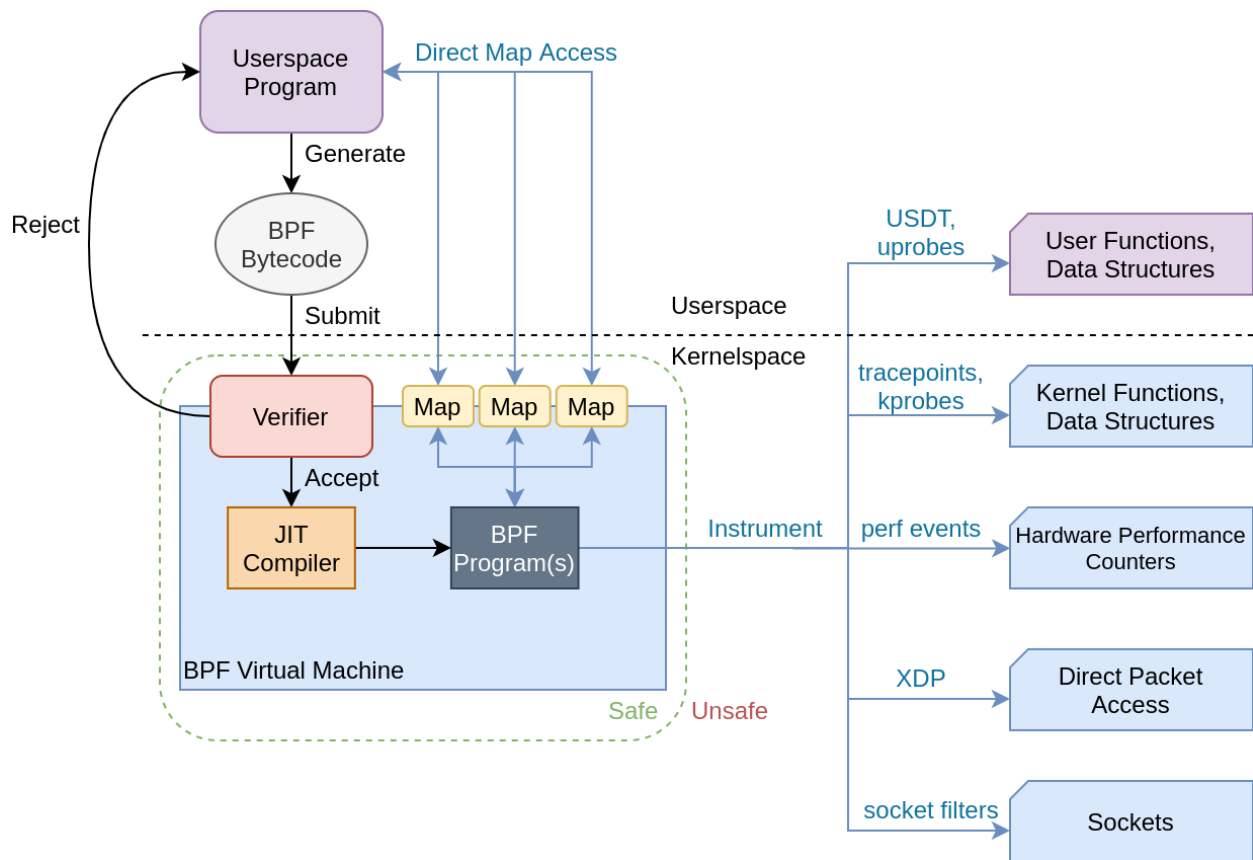 Userspace
Program
Direct Map Access
Generate
Reject
BPF
Bytecode
USDT,
uprobes
User Functions,
Data Structures
Submit
Userspace
Kernelspace
Verifier
Map
Map
Map
tracepoints,
kprobes
Kernel Functions,
Data Structures
Accept
JIT
Compiler
BPF
Program(s)
Instrument
perf events
Hardware Performance
Counters
BPF Virtual Machine
Safe
Unsafe
XDP
Direct Packet
Access
socket filters
Sockets